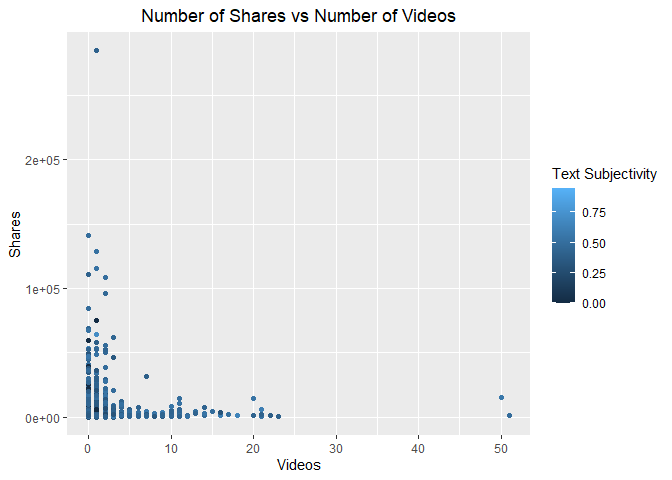 Number of Shares vs Number of Videos
Shares
2e+05
1e+05
0e+00
0
10
20
30
40
50
Videos
Text Subjectivity
0.75
0.50
0.25
0.00